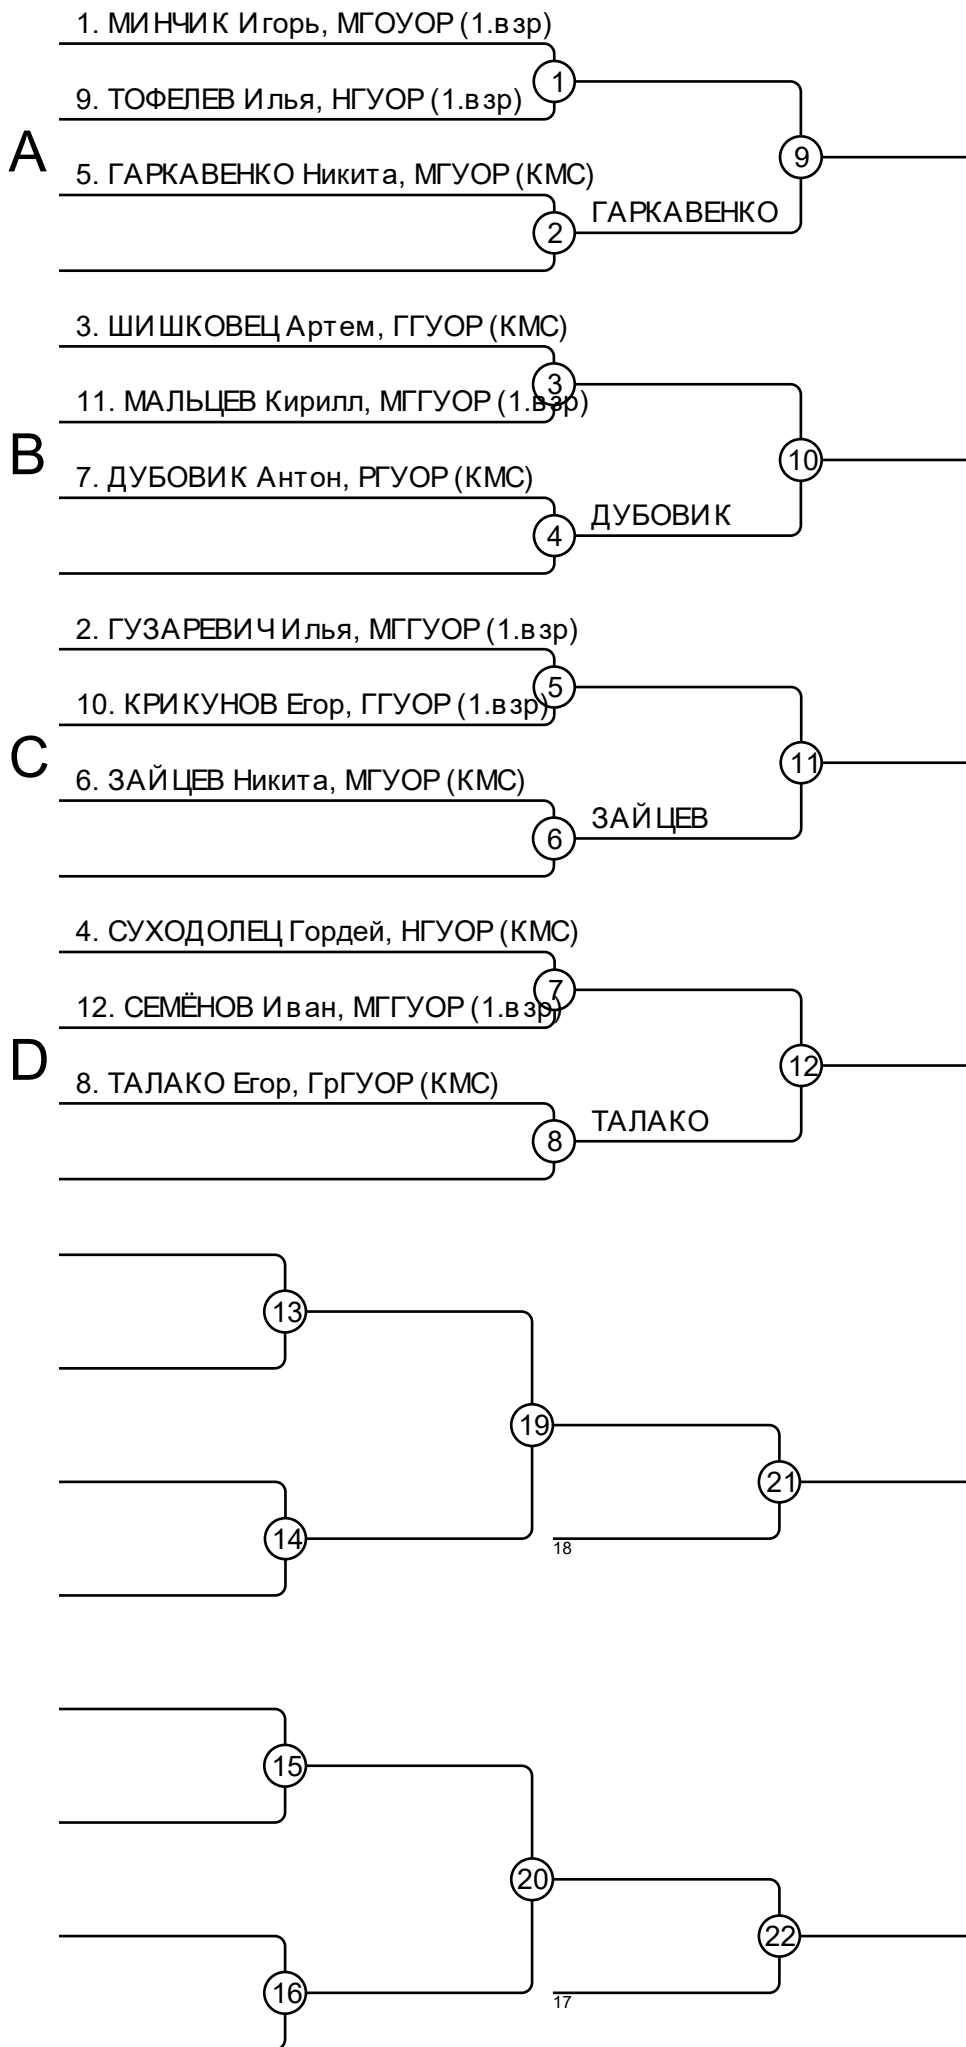 1. МИНЧИК Игорь, МГОУОР (1.взр)
1
9. ТОФЕЛЕВ Илья, НГУОР (1.взр)
A
9
5. ГАРКАВЕНКО Никита, МГУОР (КМС)
ГАРКАВЕНКО
2
3. ШИШКОВЕЦ Артем, ГГУОР (КМС)
3
11. МАЛЬЦЕВ Кирилл, МГГУОР (1.взр)
B
10
7. ДУБОВИК Антон, РГУОР (КМС)
ДУБОВИК
4
2. ГУЗАРЕВИЧ Илья, МГГУОР (1.взр)
5
10. КРИКУНОВ Егор, ГГУОР (1.взр)
C
11
6. ЗАЙЦЕВ Никита, МГУОР (КМС)
ЗАЙЦЕВ
6
4. СУХОДОЛЕЦ Гордей, НГУОР (КМС)
7
12. СЕМЁНОВ Иван, МГГУОР (1.взр)
D
12
8. ТАЛАКО Егор, ГрГУОР (КМС)
ТАЛАКО
8
13
19
21
14
18
15
20
22
16
17